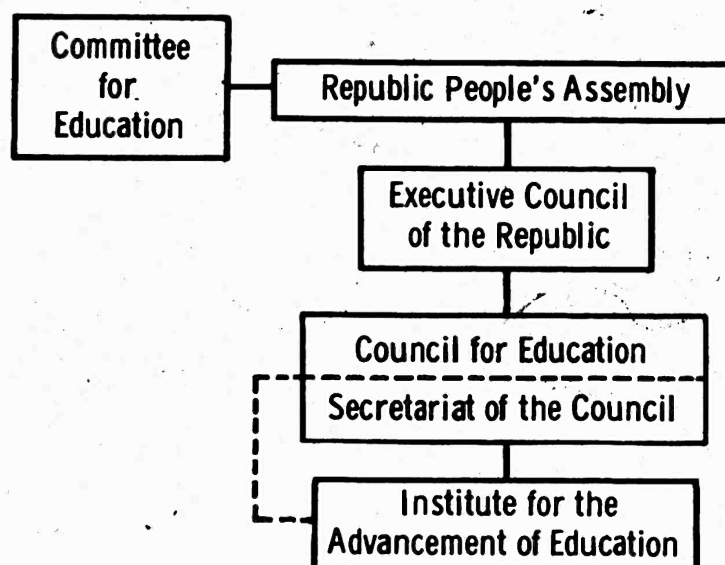 Committee
for
Education
Republic People's Assembly
Executive Council
of the Republic
Council for Education
Secretariat of the Council
Institute for the
Advancement of Education